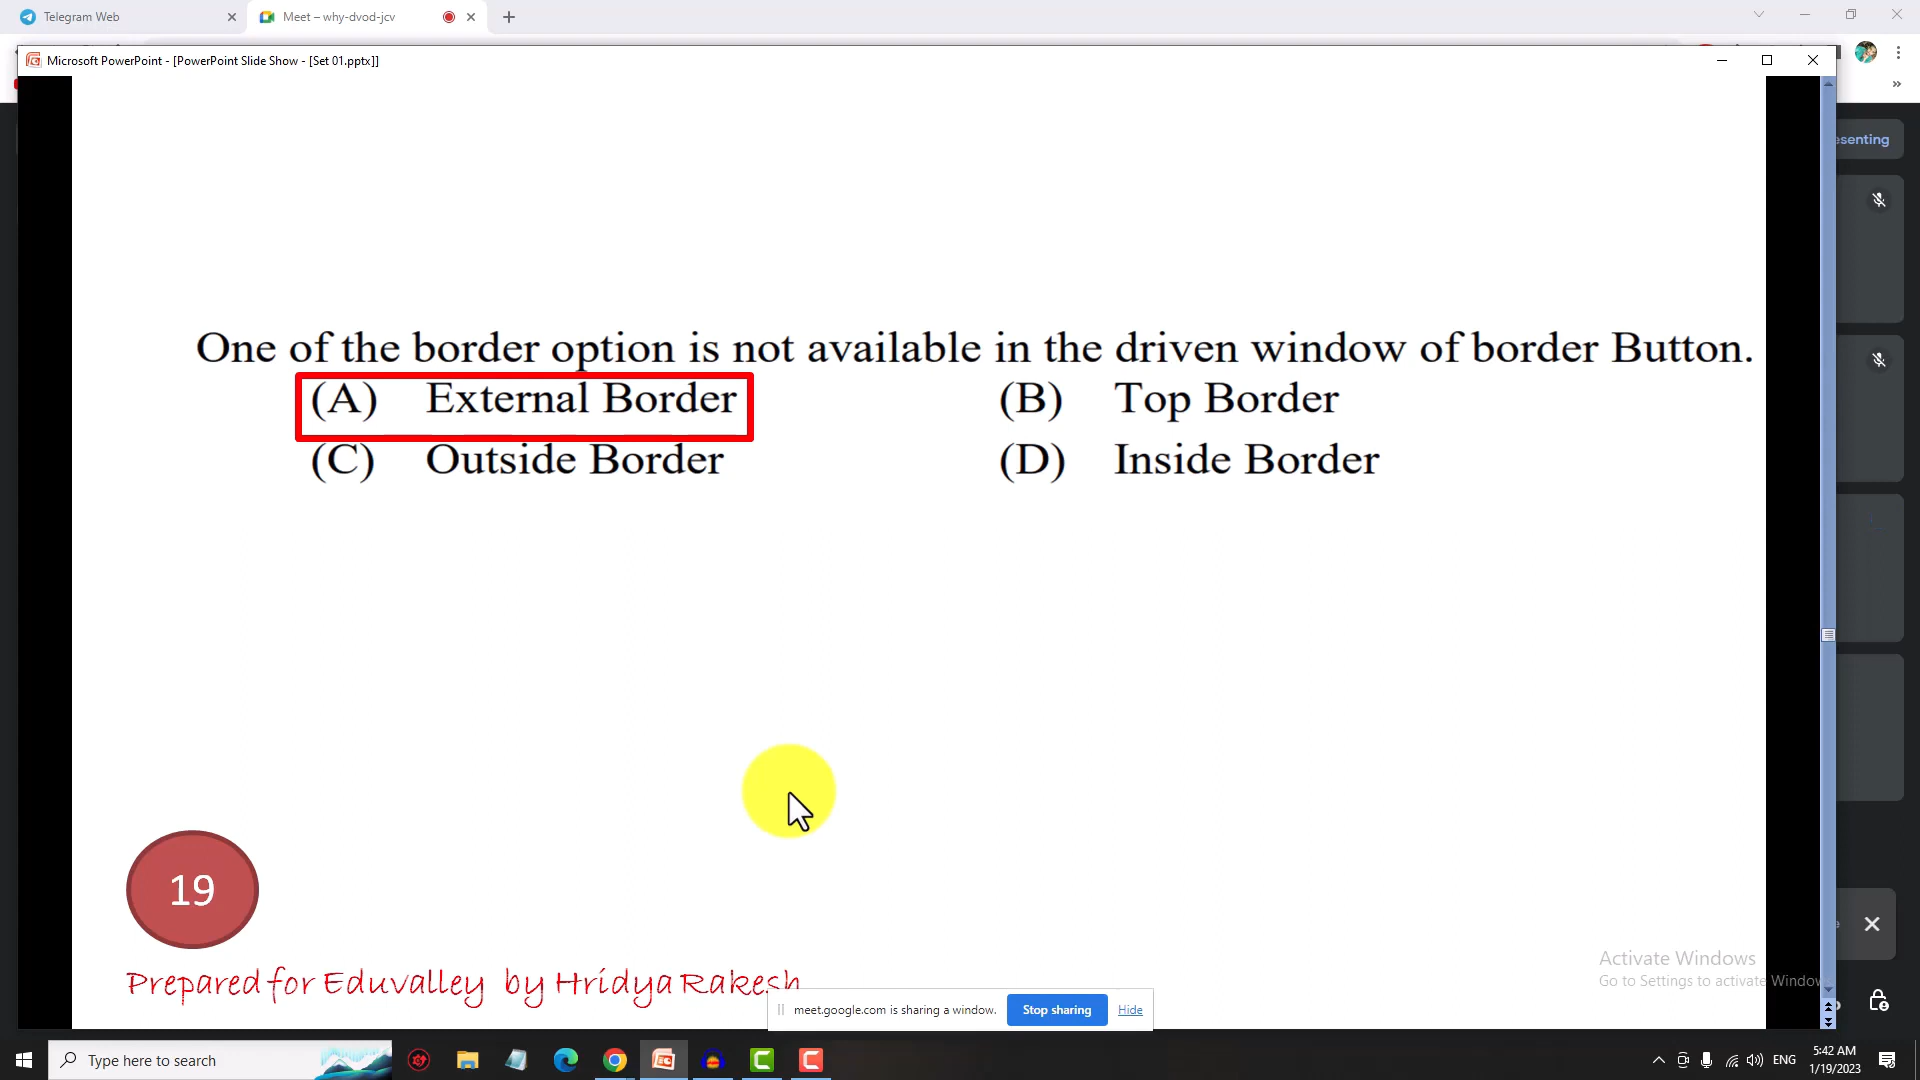 Telegram Web
Meet – why-dvod-jcv
Microsoft PowerPoint - [PowerPoint Slide Show - [Set 01.pptx]]
esenting
One of the border option is not available in the driven window of border Button.
(A) External Border (B) Top Border
(C) Outside Border (D) Inside Border
19
Prepared for Eduvalley by Hridya Rakesh
Activate Windows
Go to Settings to activate Window
meet.google.com is sharing a window. Stop sharing Hide
Type here to search
ENG
5:42 AM
1/19/2023